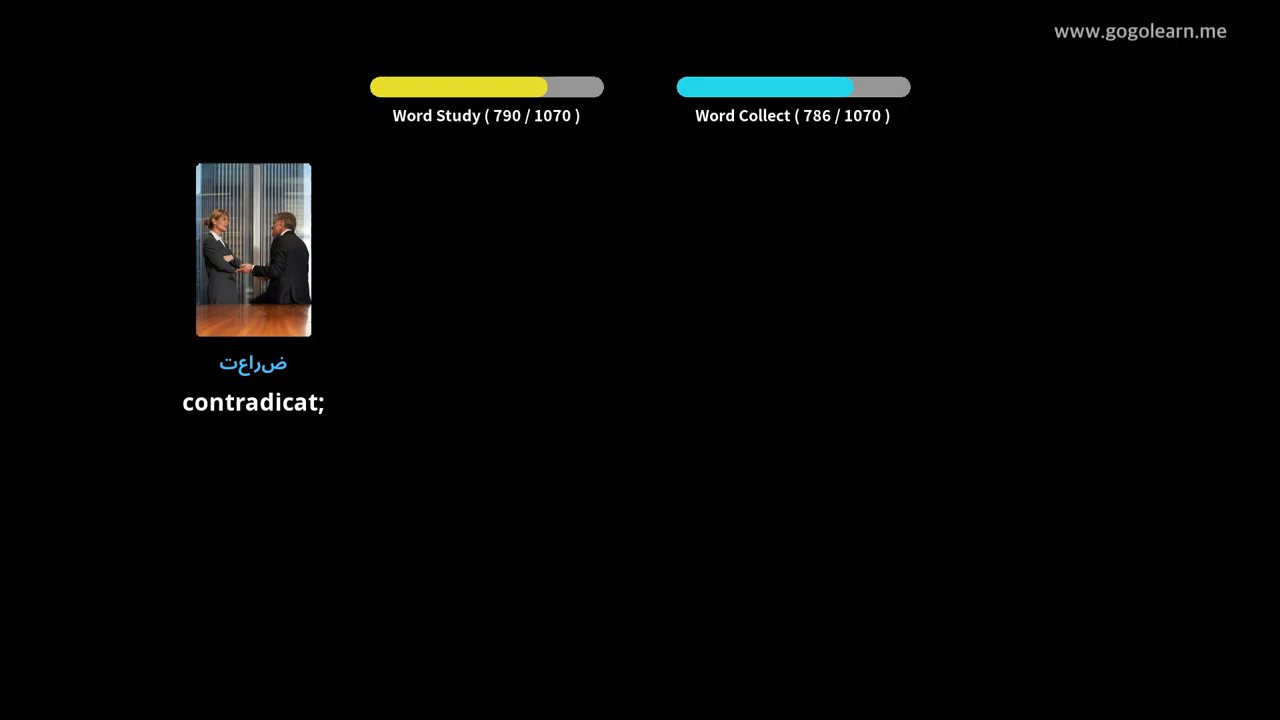 www.gogolearn.me
Word Study ( 790 / 1070 )
Word Collect ( 786 / 1070 )
تعارض
contradicat;